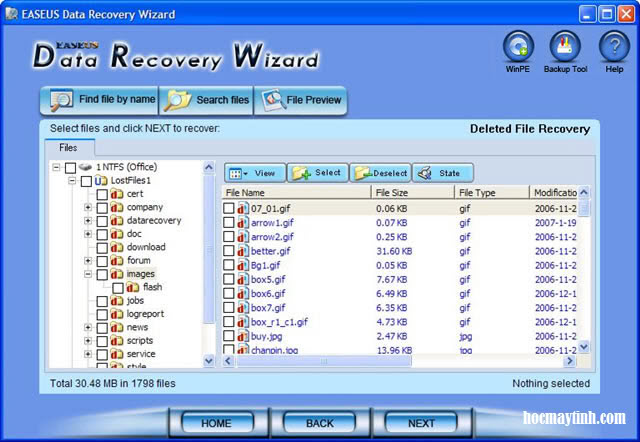 EASEUS Data Recovery Wizard
EASEUS
Data Recovery Wizard
WinPE Backup Tool Help
Find file by name Search files File Preview
Select files and click NEXT to recover: Deleted File Recovery
Files
1 NTFS (Office)
LostFiles1
cert
company
datarecovery
doc
download
forum
images
flash
jobs
logreport
news
scripts
service
style
View Select Deselect State
File Name File Size File Type Modificatio
07_01.gif 0.06 KB gif 2006-11-2
arrow1.gif 0.07 KB gif 2007-1-19
arrow2.gif 0.25 KB gif 2006-11-2
better.gif 31.60 KB gif 2006-11-2
Bg1.gif 0.05 KB gif 2006-11-2
box5.gif 7.67 KB gif 2006-11-2
box6.gif 6.49 KB gif 2006-12-1
box7.gif 6.35 KB gif 2006-11-2
box_r1_c1.gif 4.73 KB gif 2006-12-1
buy.jpg 2.47 KB jpg 2006-11-2
chanpin.jpg 13.96 KB jpg 2006-11-2
Total 30.48 MB in 1798 files Nothing selected
HOME BACK NEXT
hocmaytinh.com